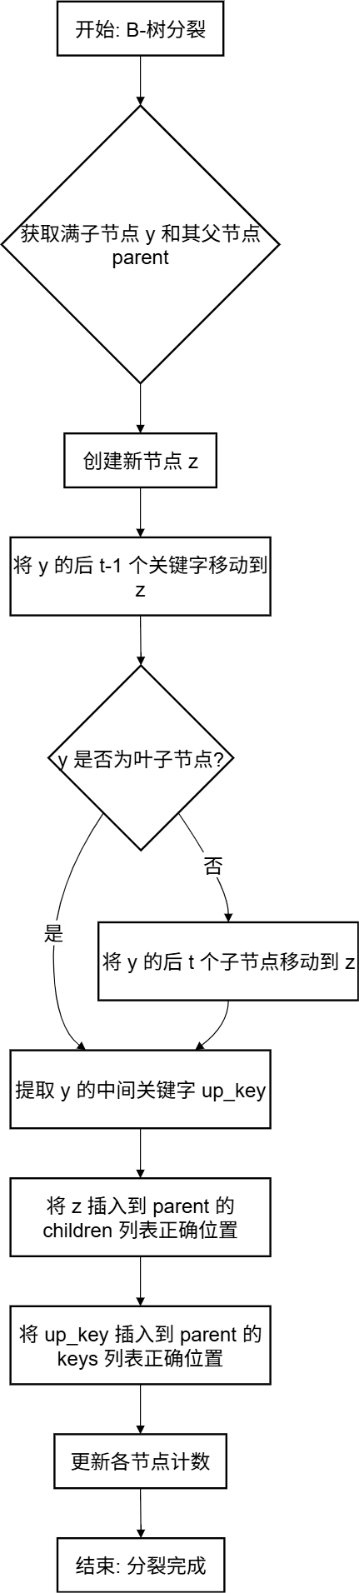 开始: B-树分裂
获取满子节点 y 和其父节点
parent
创建新节点 z
将 y 的后 t-1 个关键字移动到
z
y 是否为叶子节点?
否
是
将 y 的后 t 个子节点移动到 z
提取 y 的中间关键字 up_key
将 z 插入到 parent 的
children 列表正确位置
将 up_key 插入到 parent 的
keys 列表正确位置
更新各节点计数
结束: 分裂完成